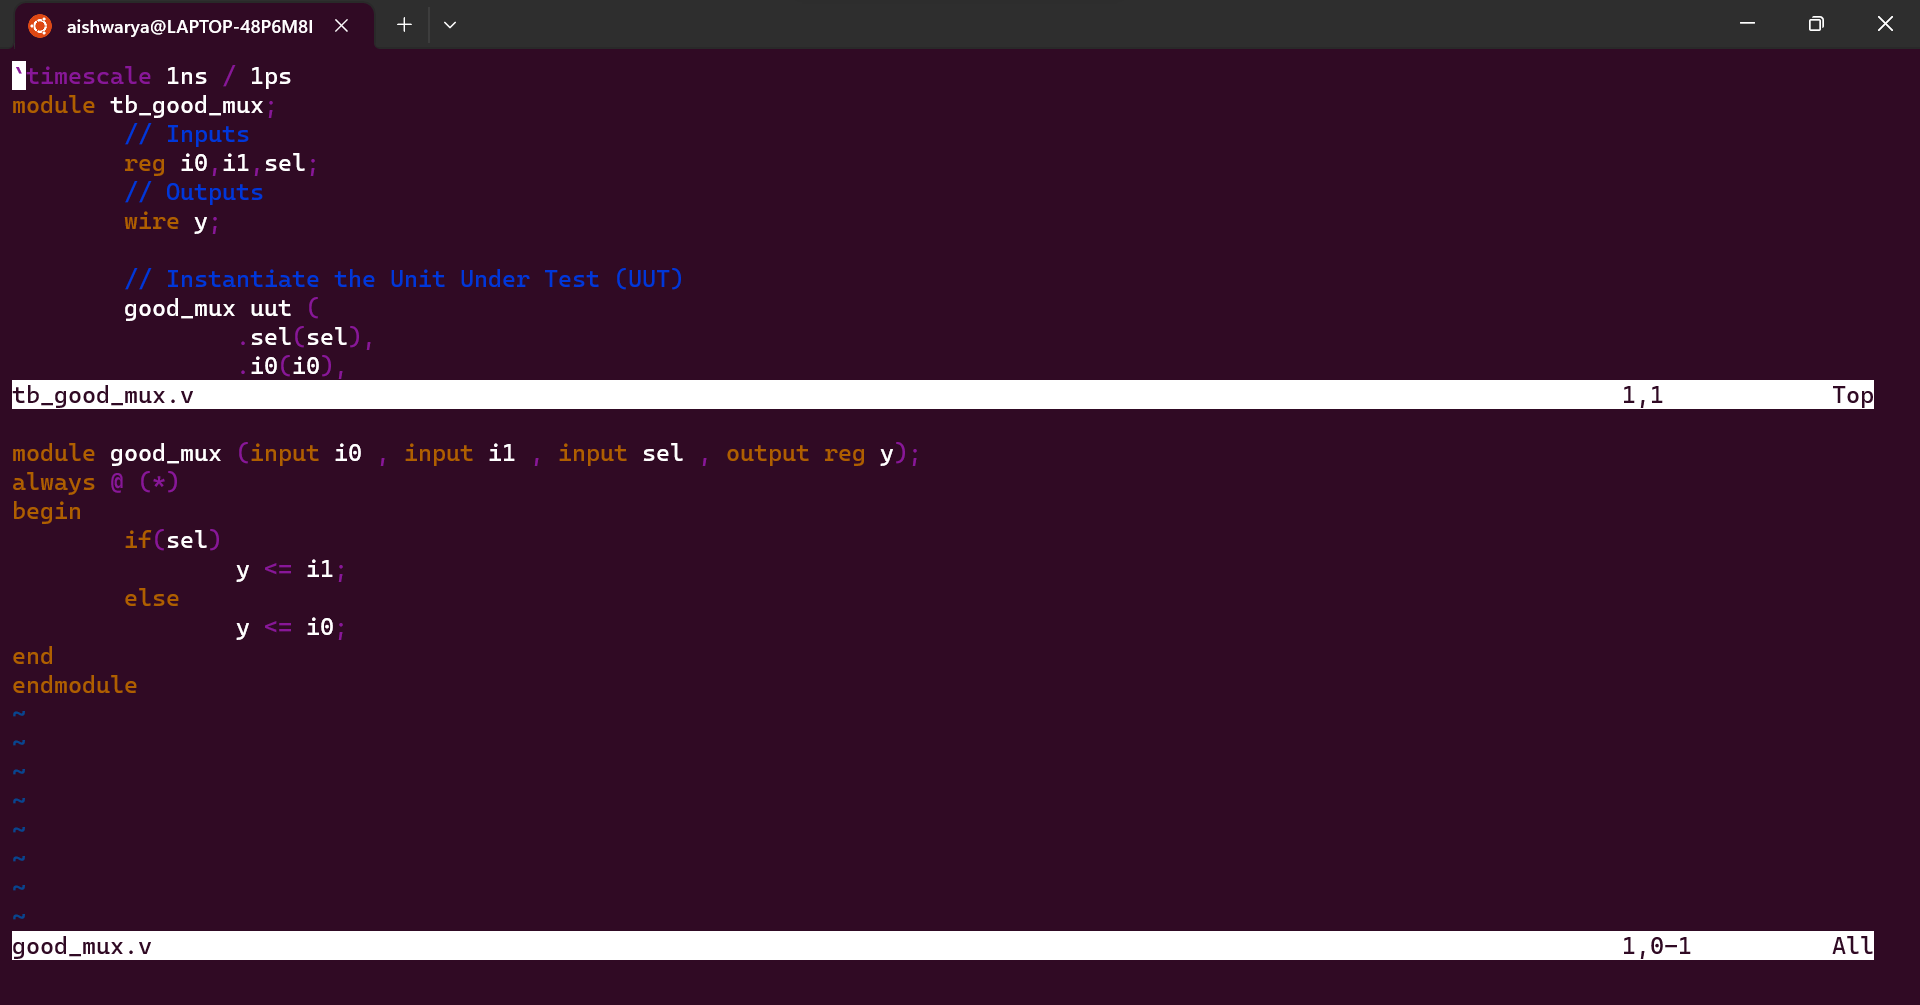 aishwarya@LAPTOP-48P6M8I
`timescale 1ns / 1ps
module tb_good_mux;
        // Inputs
        reg i0,i1,sel;
        // Outputs
        wire y;

        // Instantiate the Unit Under Test (UUT)
        good_mux uut (
                .sel(sel),
                .i0(i0),
tb_good_mux.v 1,1 Top

module good_mux (input i0 , input i1 , input sel , output reg y);
always @ (*)
begin
        if(sel)
                y <= i1;
        else
                y <= i0;
end
endmodule
~
~
~
~
~
~
~
~
good_mux.v 1,0-1 All